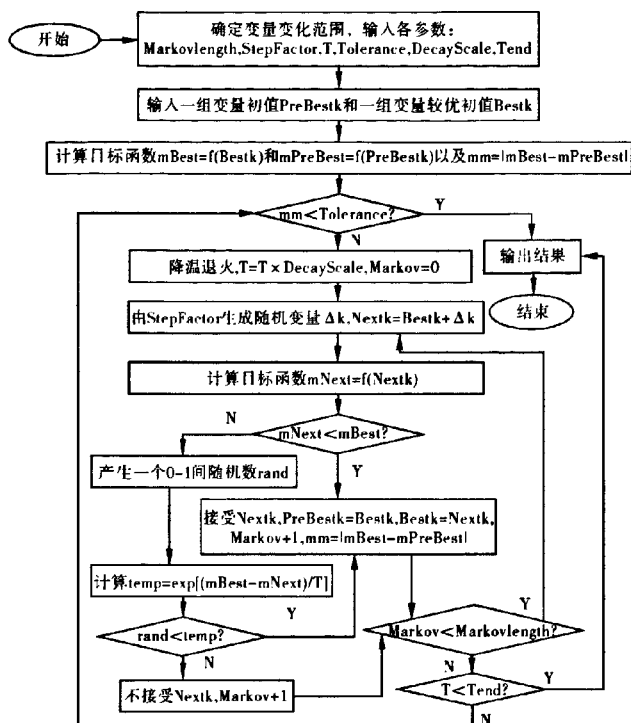 开始
确定变量变化范围，输入各参数：
Markovlength,StepFactor,T,Tolerance,DecayScale,Tend
输入一组变量初值PreBestk和一组变量较优初值Bestk
计算目标函数mBest=f(Bestk)和mPreBest=f(PreBestk)以及mm=|mBest-mPreBest|
mm<Tolerance?
Y
N
输出结果
降温退火,T=T×DecayScale,Markov=0
结束
由StepFactor生成随机变量Δk,Nextk=Bestk+Δk
计算目标函数mNext=f(Nextk)
N
mNext<mBest?
Y
产生一个0-1间随机数rand
接受Nextk,PreBestk=Bestk,Bestk=Nextk,
Markov+1,mm=|mBest-mPreBest|
计算temp=exp[(mBest-mNext)/T]
Y
Y
rand<temp?
Markov<Markovlength?
N
N
不接受Nextk,Markov+1
T<Tend?
Y
N